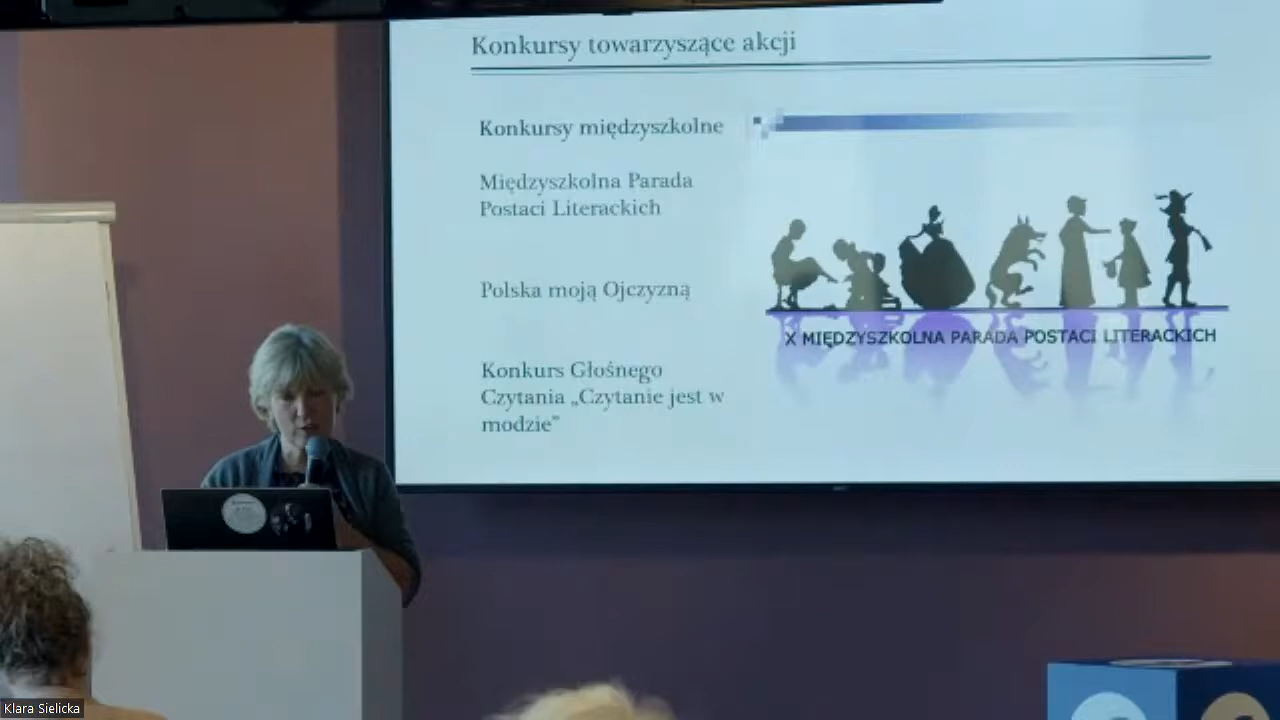 Konkursy towarzyszące akcji
Konkursy międzyszkolne
Międzyszkolna Parada
Postaci Literackich
Polska moją Ojczyzną
Konkurs Głośnego
Czytania „Czytanie jest w
modzie”
X MIĘDZYSZKOLNA PARADA POSTACI LITERACKICH
Klara Sielicka